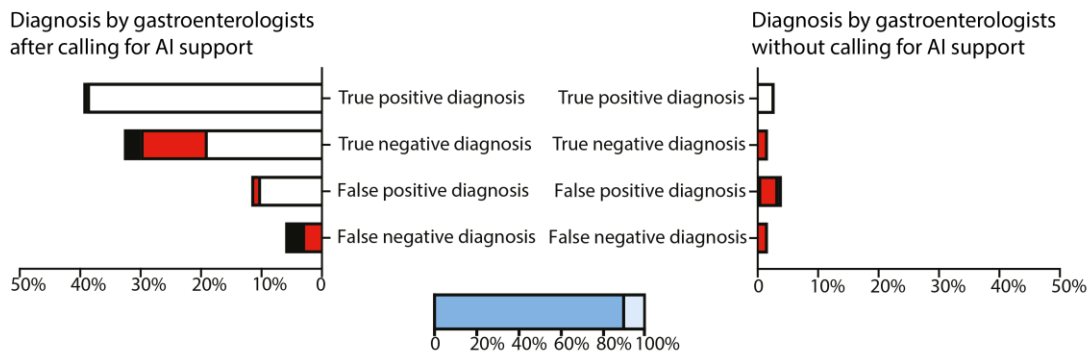 Diagnosis by gastroenterologists
after calling for AI support
True positive diagnosis
True negative diagnosis
False positive diagnosis
False negative diagnosis
50% 40% 30% 20% 10% 0
Diagnosis by gastroenterologists
without calling for AI support
True positive diagnosis
True negative diagnosis
False positive diagnosis
False negative diagnosis
0 10% 20% 30% 40% 50%
0 20% 40% 60% 80% 100%